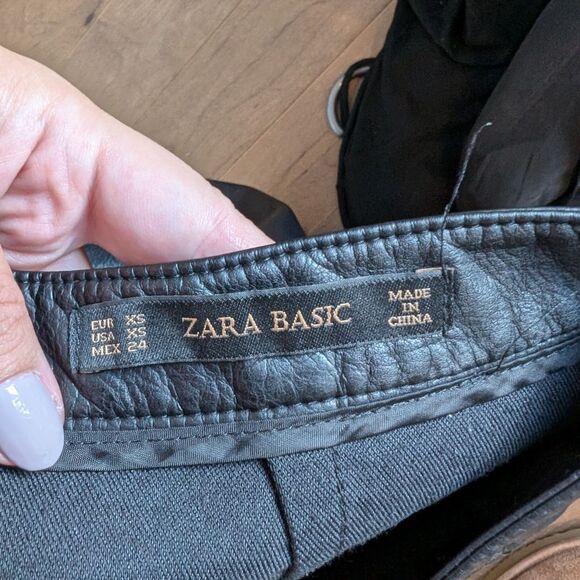 EUR XS
USA XS
MEX 24
ZARA BASIC
MADE
IN
CHINA